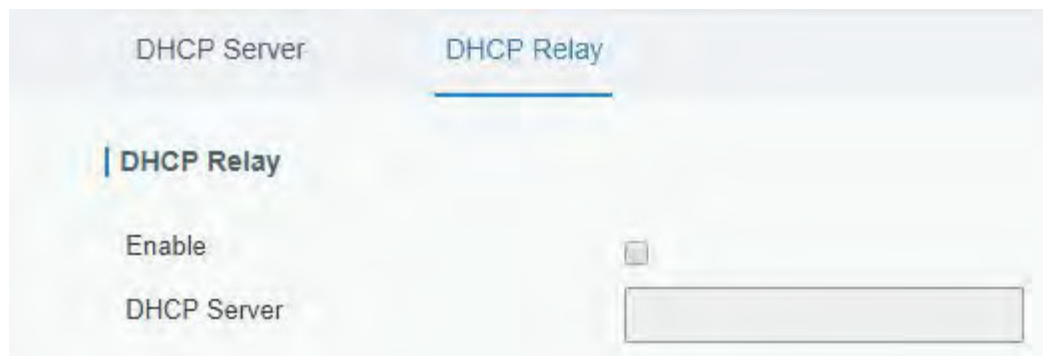 DHCP Server DHCP Relay
DHCP Relay
Enable
DHCP Server